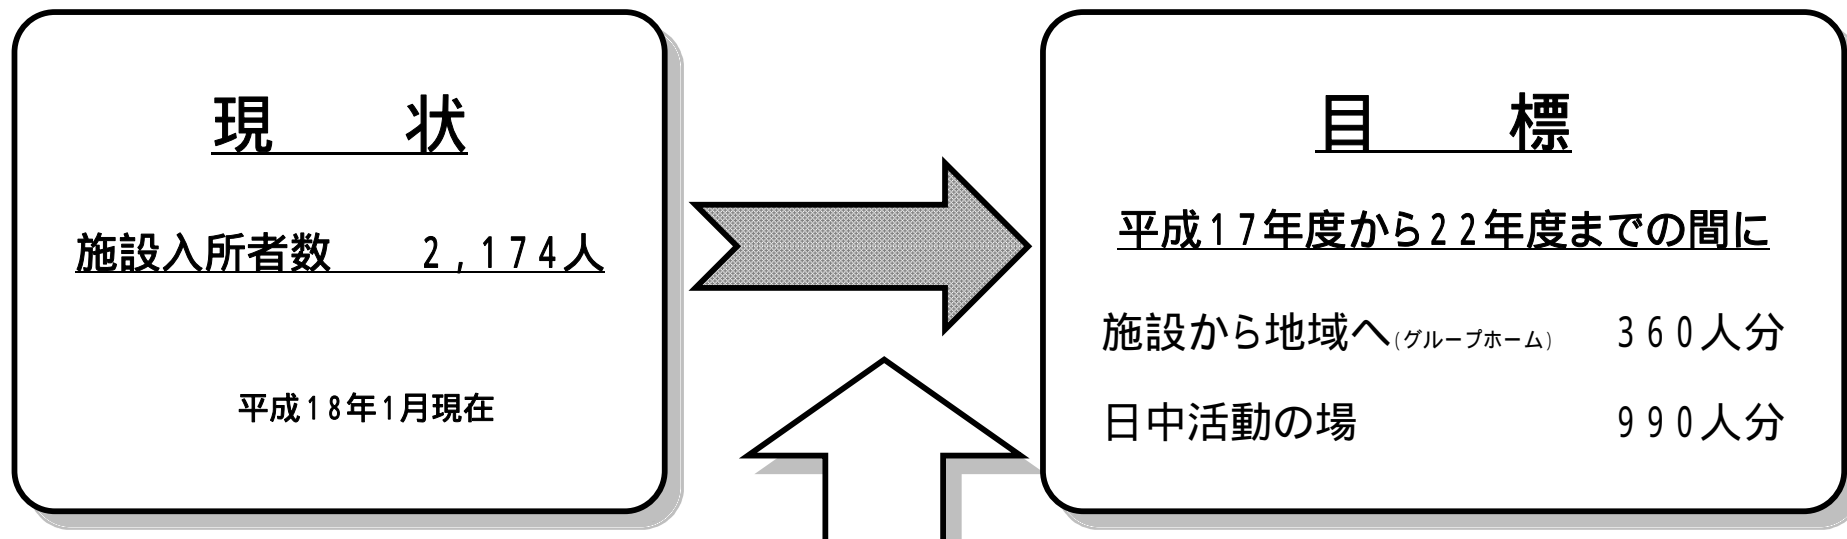 現　　状
施設入所者数　　２,１７４人
平成１８年１月現在
目　　標
平成１７年度から２２年度までの間に
施設から地域へ(グループホーム)　３６０人分
日中活動の場　９９０人分